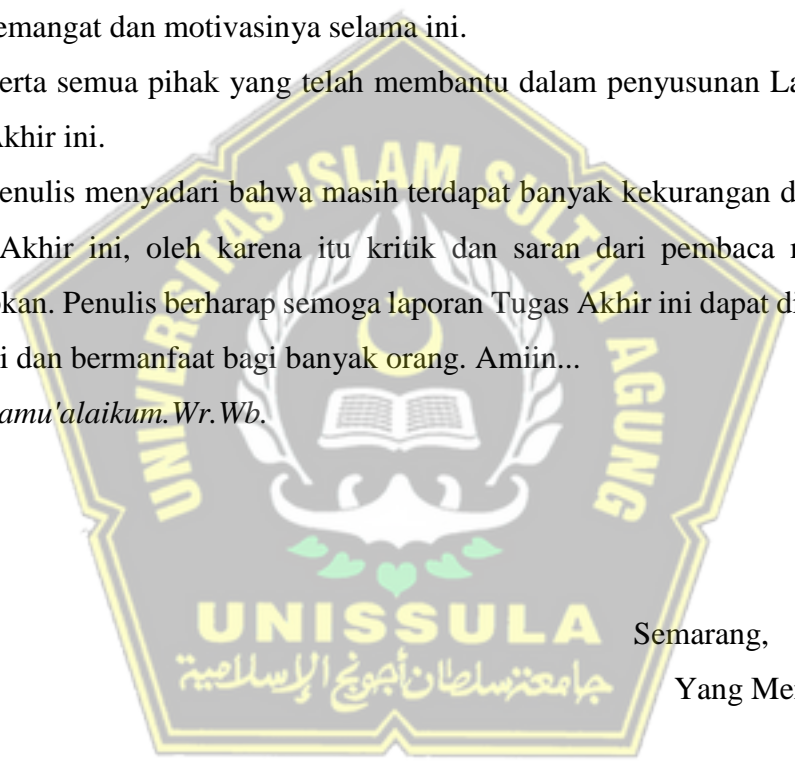 emangat dan motivasinya selama ini.
erta semua pihak yang telah membantu dalam penyusunan La
khir ini.
enulis menyadari bahwa masih terdapat banyak kekurangan d
Akhir ini, oleh karena itu kritik dan saran dari pembaca
kan. Penulis berharap semoga laporan Tugas Akhir ini dapat di
i dan bermanfaat bagi banyak orang. Amiin...
amu'alaikum.Wr.Wb.
UNIVERSITAS ISLAM SULTAN AGUNG
UNISSULA
جامعة سلطان أجونج الإسلامية
Semarang,
Yang Me